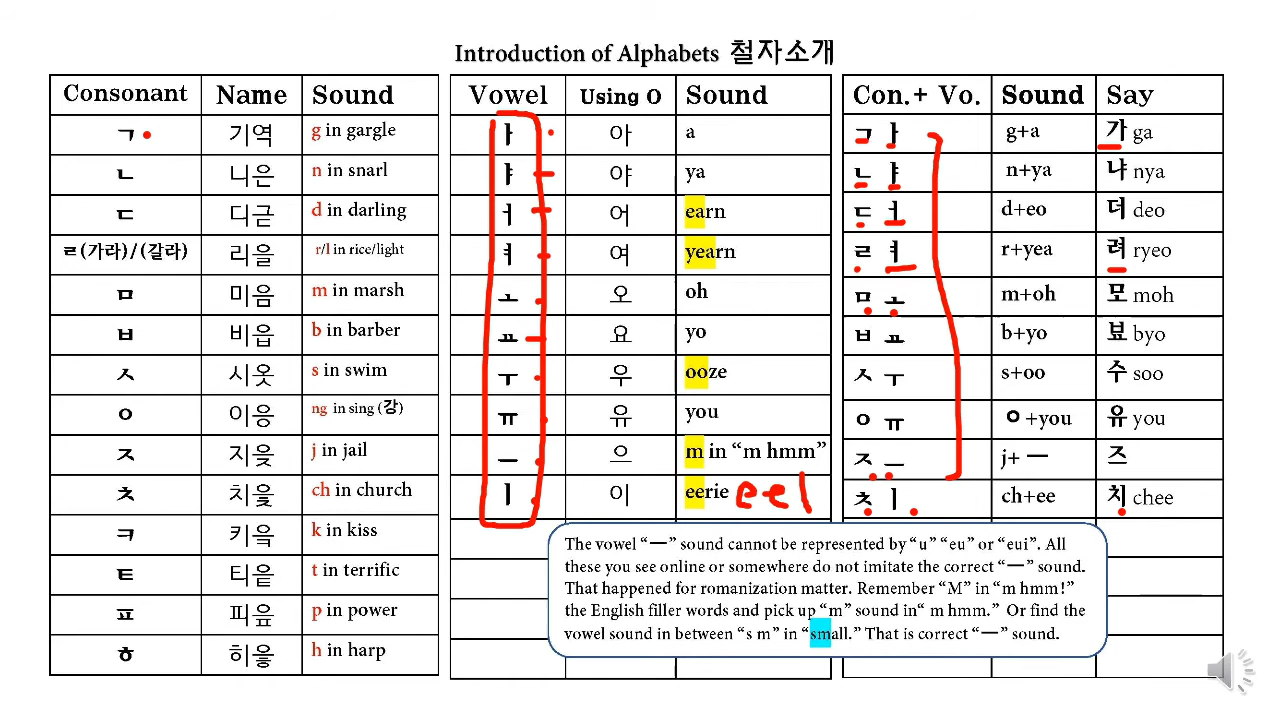 Introduction of Alphabets 철자소개
Consonant Name Sound Vowel Using O Sound Con.+ Vo. Sound Say
ㄱ 기역 g in gargle ㅏ 아 a ㄱ ㅏ g+a 가 ga
ㄴ 니은 n in snarl ㅑ 야 ya ㄴ ㅑ n+ya 냐 nya
ㄷ 디귿 d in darling ㅓ 어 earn ㄷ ㅓ d+eo 더 deo
ㄹ(가라)/(갈라) 리을 r/l in rice/light ㅕ 여 yearn ㄹ ㅕ r+yea 려 ryeo
ㅁ 미음 m in marsh ㅗ 오 oh ㅁ ㅗ m+oh 모 moh
ㅂ 비읍 b in barber ㅛ 요 yo ㅂ ㅛ b+yo 뵤 byo
ㅅ 시옷 s in swim ㅜ 우 ooze ㅅ ㅜ s+oo 수 soo
ㅇ 이응 ng in sing (강) ㅠ 유 you ㅇ ㅠ ㅇ+you 유 you
ㅈ 지읒 j in jail ㅡ 으 m in “m hmm” ㅈ ㅡ j+ ㅡ 즈
ㅊ 치읓 ch in church ㅣ 이 eerie eel ㅊ ㅣ ch+ee 치 chee
ㅋ 키읔 k in kiss
ㅌ 티읕 t in terrific
ㅍ 피읖 p in power
ㅎ 히읗 h in harp
The vowel “ㅡ” sound cannot be represented by “u” “eu” or “eui”. All
these you see online or somewhere do not imitate the correct “ㅡ” sound.
That happened for romanization matter. Remember “M” in “m hmm!”
the English filler words and pick up “m” sound in“ m hmm.” Or find the
vowel sound in between “s m” in “small.” That is correct “ㅡ” sound.